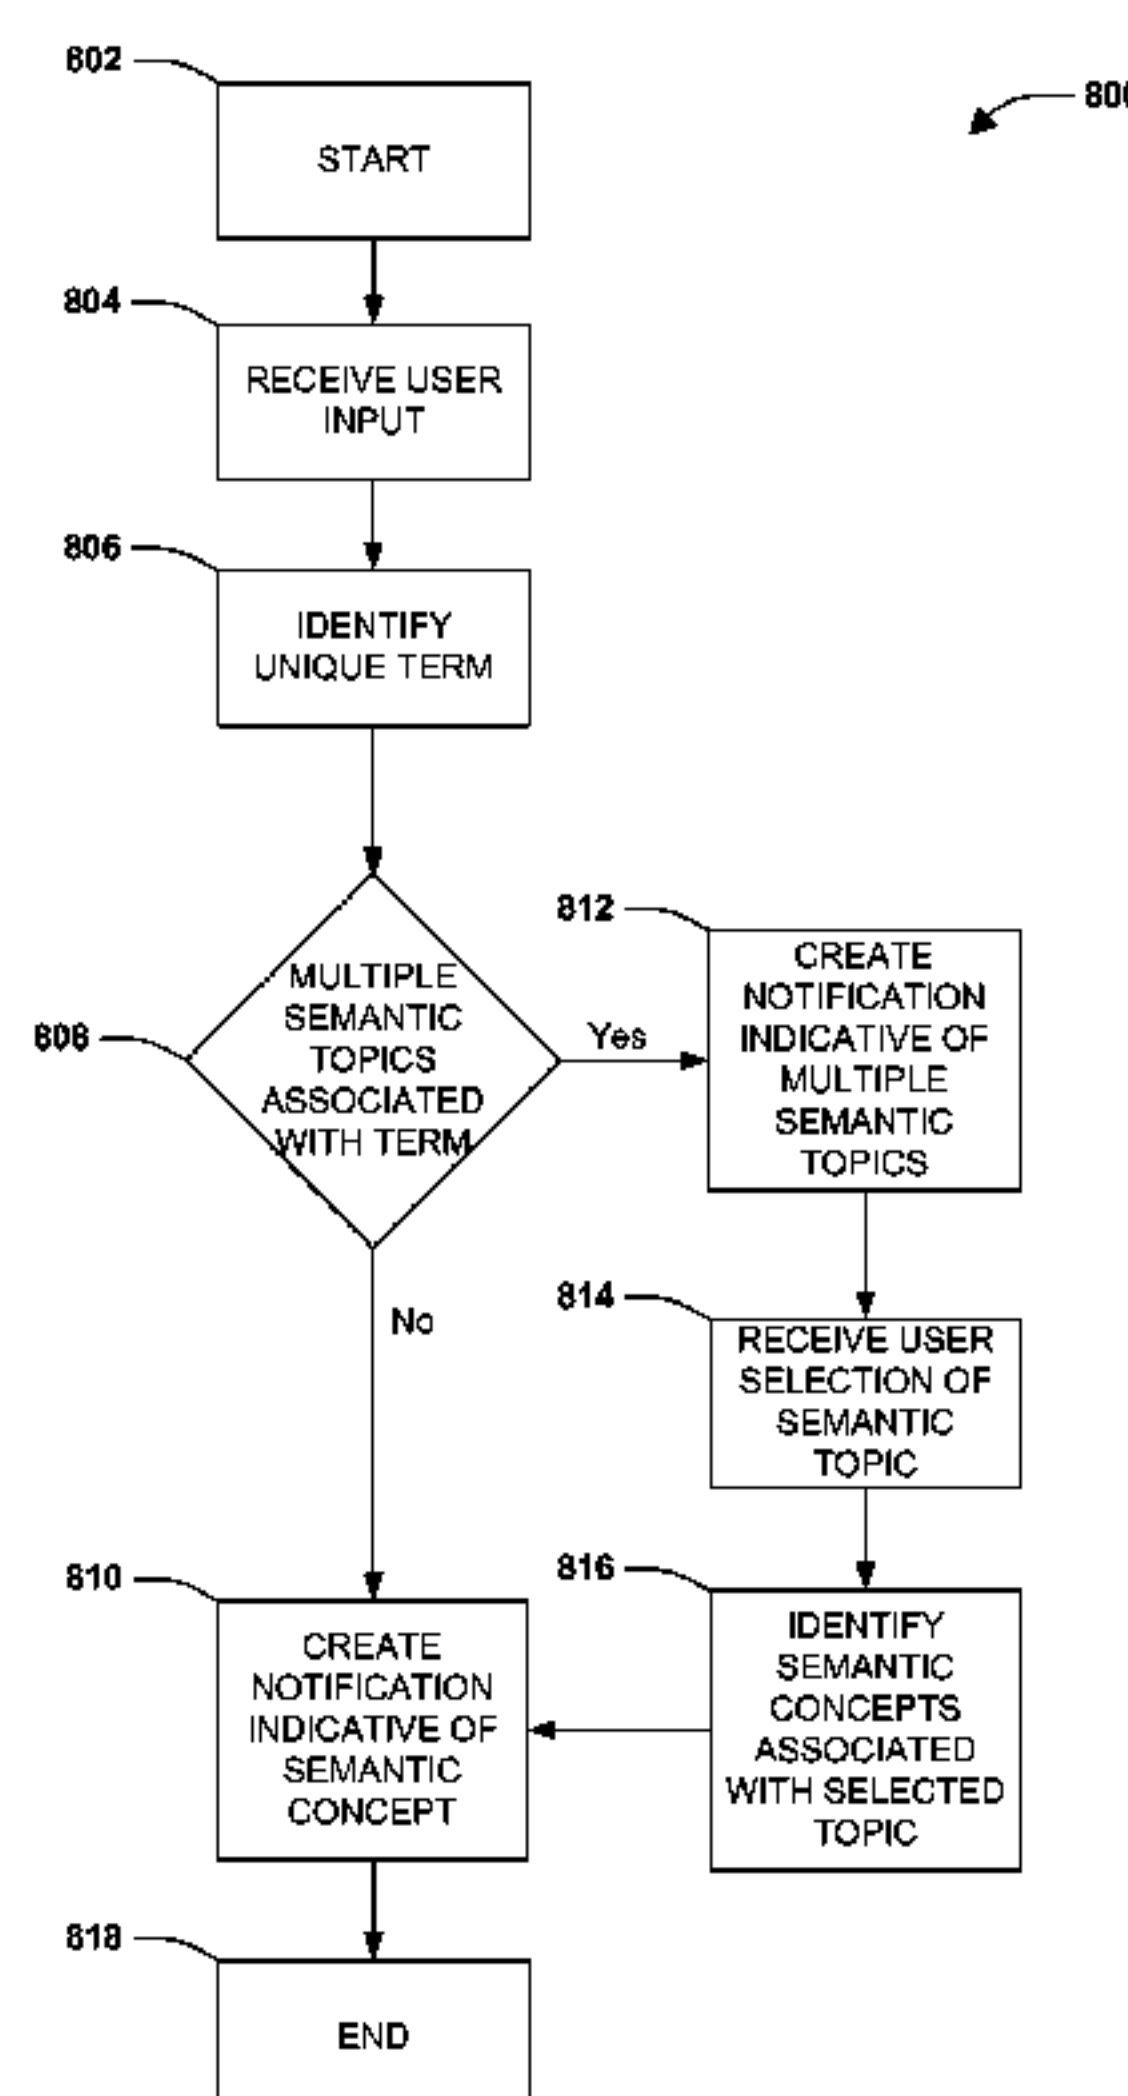 802
START
800
804
RECEIVE USER
INPUT
806
IDENTIFY
UNIQUE TERM
808
MULTIPLE
SEMANTIC
TOPICS
ASSOCIATED
WITH TERM
Yes
812
CREATE
NOTIFICATION
INDICATIVE OF
MULTIPLE
SEMANTIC
TOPICS
No
814
RECEIVE USER
SELECTION OF
SEMANTIC
TOPIC
810
CREATE
NOTIFICATION
INDICATIVE OF
SEMANTIC
CONCEPT
816
IDENTIFY
SEMANTIC
CONCEPTS
ASSOCIATED
WITH SELECTED
TOPIC
818
END